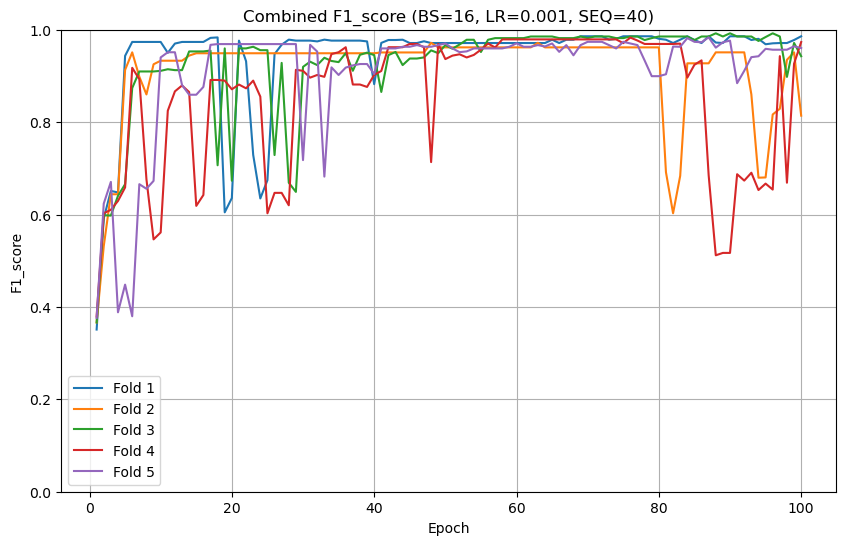 Combined F1_score (BS=16, LR=0.001, SEQ=40)
1.0
0.8
0.6
0.4
0.2
0.0
F1_score
Fold 1
Fold 2
Fold 3
Fold 4
Fold 5
0 20 40 60 80 100
Epoch